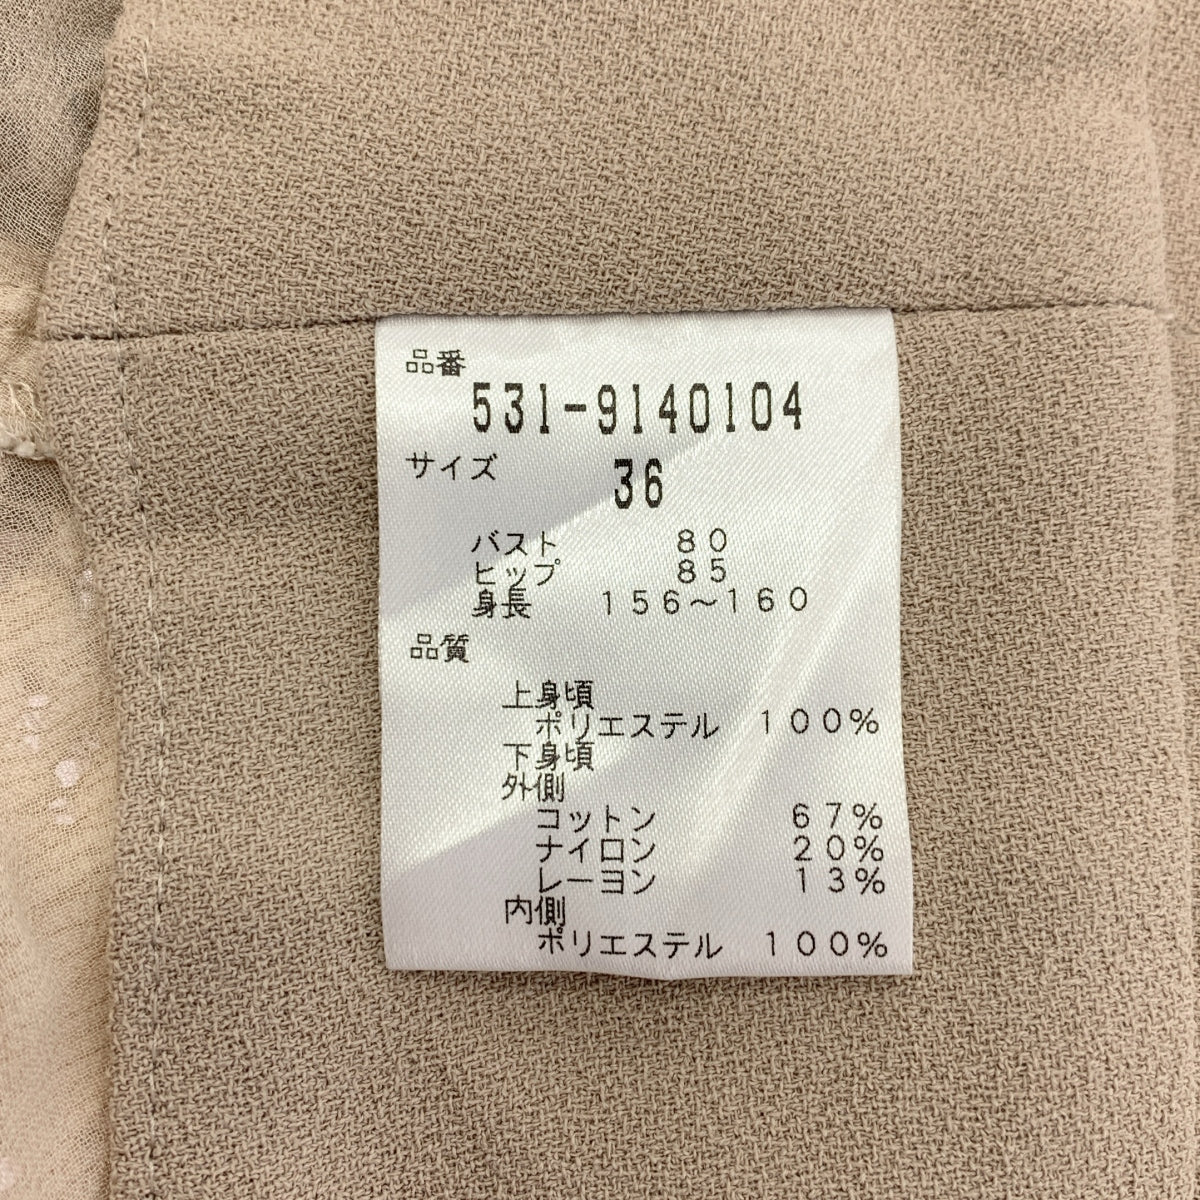 品番
531-9140104
サイズ 36
バスト 80
ヒップ 85
身長 156～160
品質
上身頃
ポリエステル 100%
下身頃
外側
コットン 67%
ナイロン 20%
レーヨン 13%
内側
ポリエステル 100%